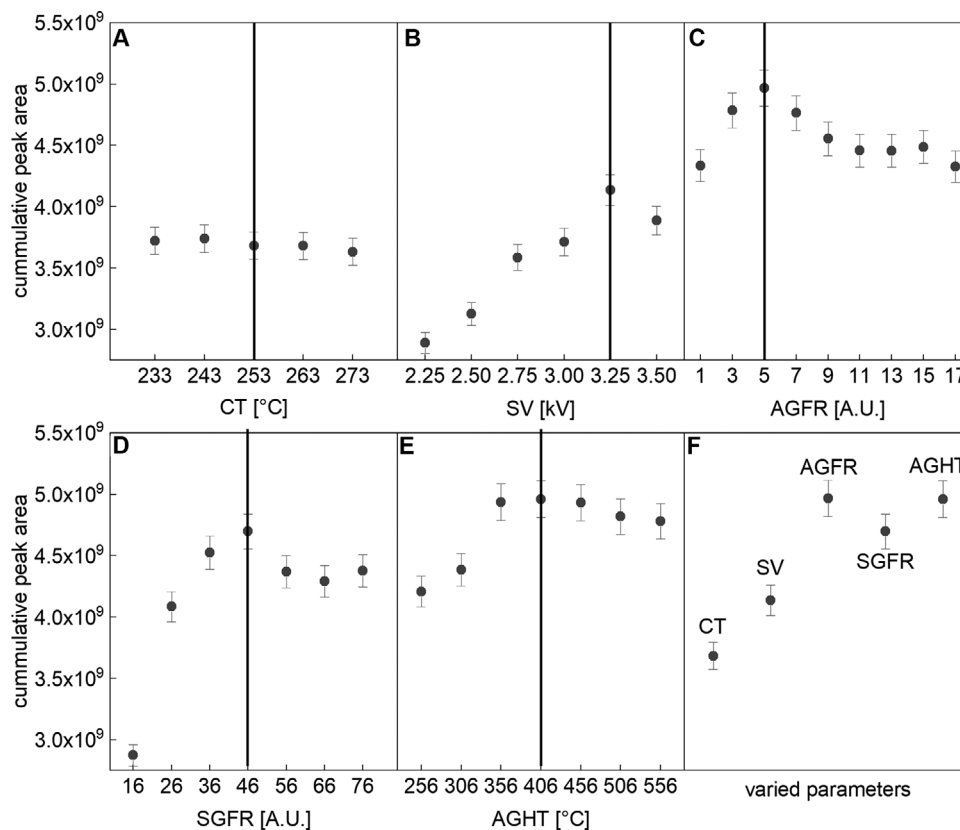 A
B
C
5.5x10⁹
5.0x10⁹
4.5x10⁹
4.0x10⁹
3.5x10⁹
3.0x10⁹
cummulative peak area
233 243 253 263 273
CT [°C]
2.25 2.50 2.75 3.00 3.25 3.50
SV [kV]
1 3 5 7 9 11 13 15 17
AGFR [A.U.]
D
E
F
5.5x10⁹
5.0x10⁹
4.5x10⁹
4.0x10⁹
3.5x10⁹
3.0x10⁹
cummulative peak area
16 26 36 46 56 66 76
SGFR [A.U.]
256 306 356 406 456 506 556
AGHT [°C]
AGFR
AGHT
SGFR
SV
CT
varied parameters